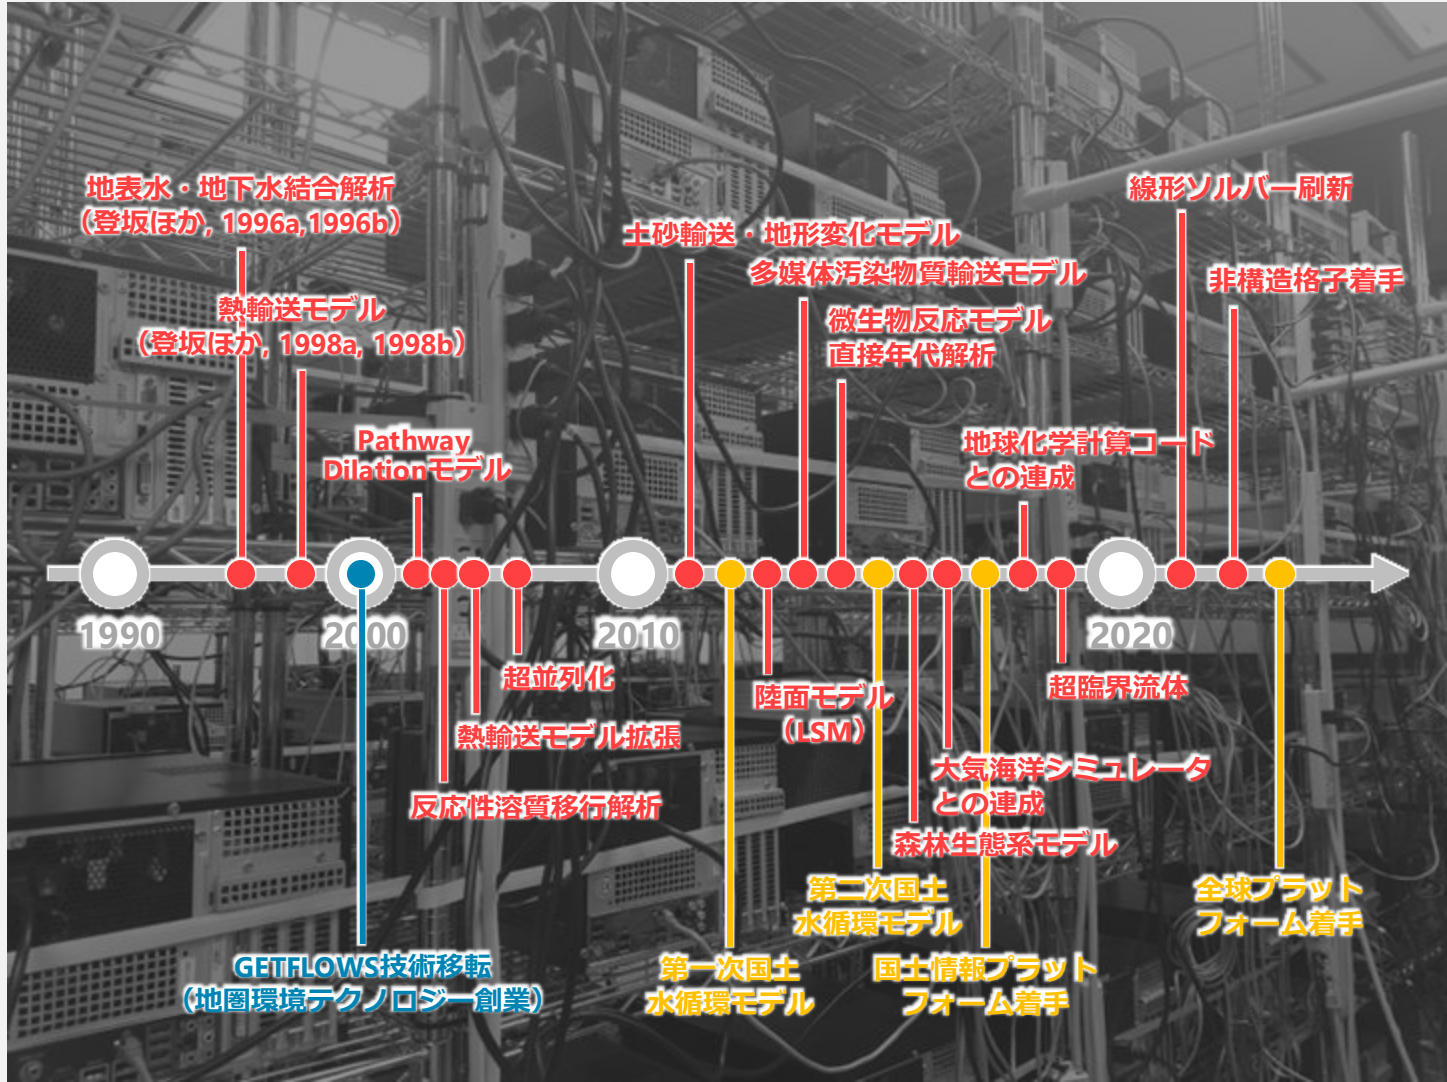 地表水・地下水結合解析
（登坂ほか, 1996a,1996b）
熱輸送モデル
（登坂ほか, 1998a, 1998b）
Pathway
Dilationモデル
土砂輸送・地形変化モデル
多媒体汚染物質輸送モデル
微生物反応モデル
直接年代解析
地球化学計算コード
との連成
線形ソルバー刷新
非構造格子着手
1990
2000
2010
2020
超並列化
熱輸送モデル拡張
反応性溶質移行解析
陸面モデル
（LSM）
超臨界流体
大気海洋シミュレータ
との連成
森林生態系モデル
第二次国土
水循環モデル
全球プラット
フォーム着手
GETFLOWS技術移転
（地圏環境テクノロジー創業）
第一次国土
水循環モデル
国土情報プラット
フォーム着手